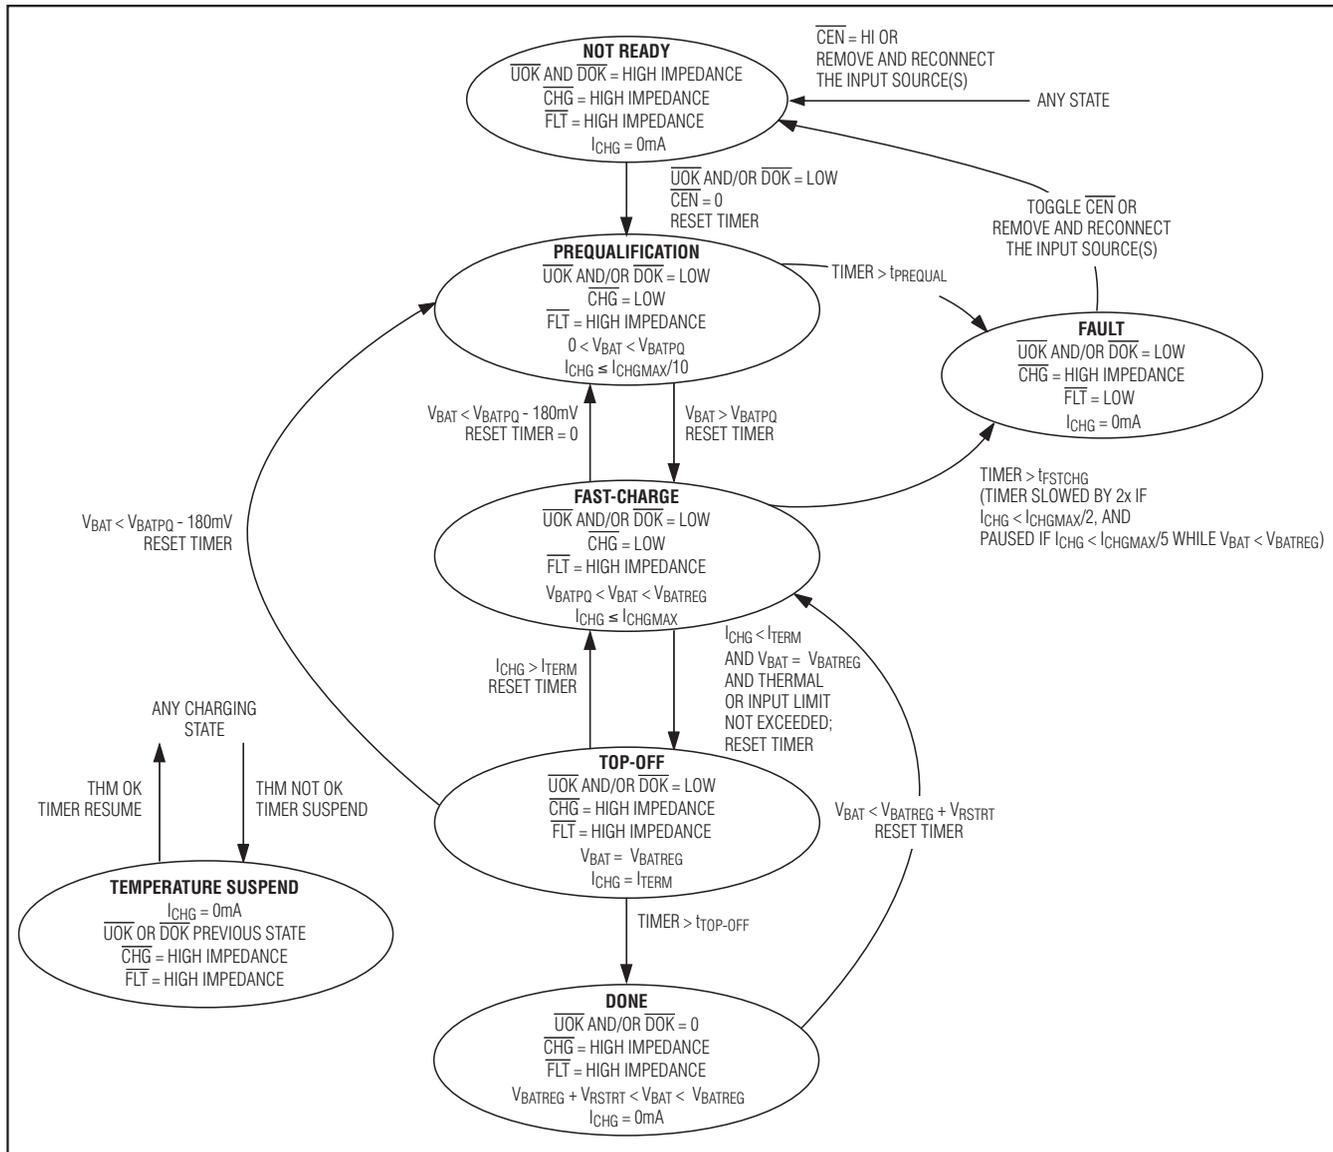 NOT READY
UOK AND DOK = HIGH IMPEDANCE
CHG = HIGH IMPEDANCE
FLT = HIGH IMPEDANCE
ICHG = 0mA
CEN = HI OR
REMOVE AND RECONNECT
THE INPUT SOURCE(S)
ANY STATE
UOK AND/OR DOK = LOW
CEN = 0
RESET TIMER
TOGGLE CEN OR
REMOVE AND RECONNECT
THE INPUT SOURCE(S)
PREQUALIFICATION
UOK AND/OR DOK = LOW
CHG = LOW
FLT = HIGH IMPEDANCE
0 < VBAT < VBATPQ
ICHG ≤ ICHGMAX/10
TIMER > tPREQUAL
FAULT
UOK AND/OR DOK = LOW
CHG = HIGH IMPEDANCE
FLT = LOW
ICHG = 0mA
VBAT < VBATPQ - 180mV
RESET TIMER = 0
VBAT > VBATPQ
RESET TIMER
TIMER > tFSTCHG
(TIMER SLOWED BY 2x IF
ICHG < ICHGMAX/2, AND
PAUSED IF ICHG < ICHGMAX/5 WHILE VBAT < VBATREG)
VBAT < VBATPQ - 180mV
RESET TIMER
FAST-CHARGE
UOK AND/OR DOK = LOW
CHG = LOW
FLT = HIGH IMPEDANCE
VBATPQ < VBAT < VBATREG
ICHG ≤ ICHGMAX
ICHG > ITERM
RESET TIMER
ICHG < ITERM
AND VBAT = VBATREG
AND THERMAL
OR INPUT LIMIT
NOT EXCEEDED;
RESET TIMER
ANY CHARGING
STATE
THM OK
TIMER RESUME
THM NOT OK
TIMER SUSPEND
TOP-OFF
UOK AND/OR DOK = LOW
CHG = HIGH IMPEDANCE
FLT = HIGH IMPEDANCE
VBAT = VBATREG
ICHG = ITERM
VBAT < VBATREG + VRSTRT
RESET TIMER
TEMPERATURE SUSPEND
ICHG = 0mA
UOK OR DOK PREVIOUS STATE
CHG = HIGH IMPEDANCE
FLT = HIGH IMPEDANCE
TIMER > tTOP-OFF
DONE
UOK AND/OR DOK = 0
CHG = HIGH IMPEDANCE
FLT = HIGH IMPEDANCE
VBATREG + VRSTRT < VBAT < VBATREG
ICHG = 0mA